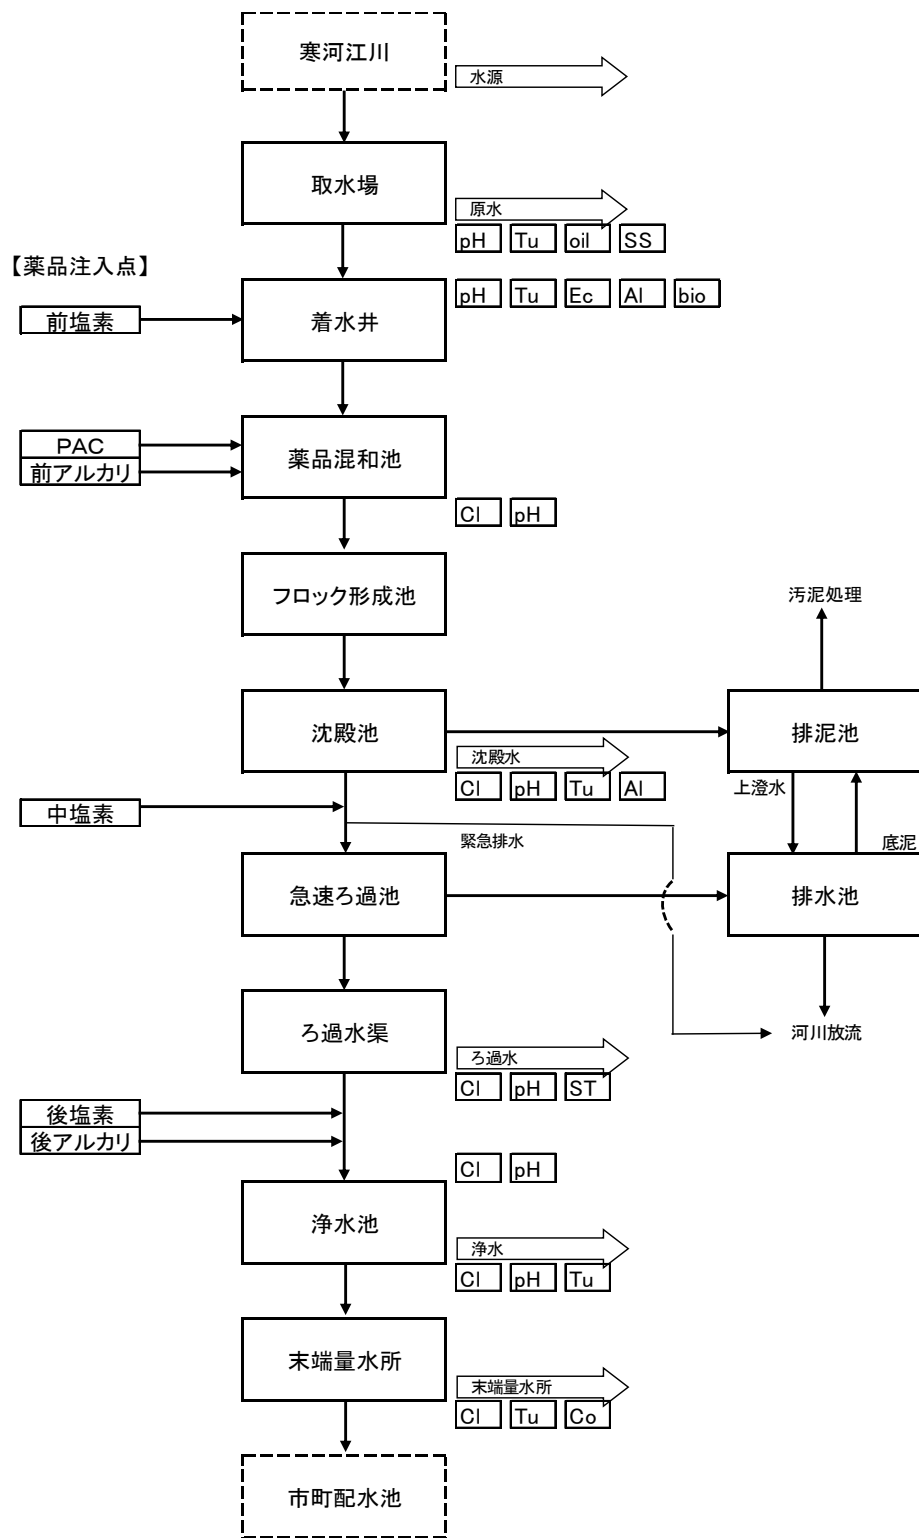 寒河江川
水源
取水場
原水
pH Tu oil SS
【薬品注入点】
pH Tu Ec Al bio
前塩素
着水井
PAC
前アルカリ
薬品混和池
Cl pH
フロック形成池
汚泥処理
沈殿池
排泥池
沈殿水
Cl pH Tu Al
上澄水
中塩素
緊急排水
底泥
急速ろ過池
排水池
ろ過水渠
河川放流
ろ過水
Cl pH ST
後塩素
後アルカリ
Cl pH
浄水池
浄水
Cl pH Tu
末端量水所
末端量水所
Cl Tu Co
市町配水池